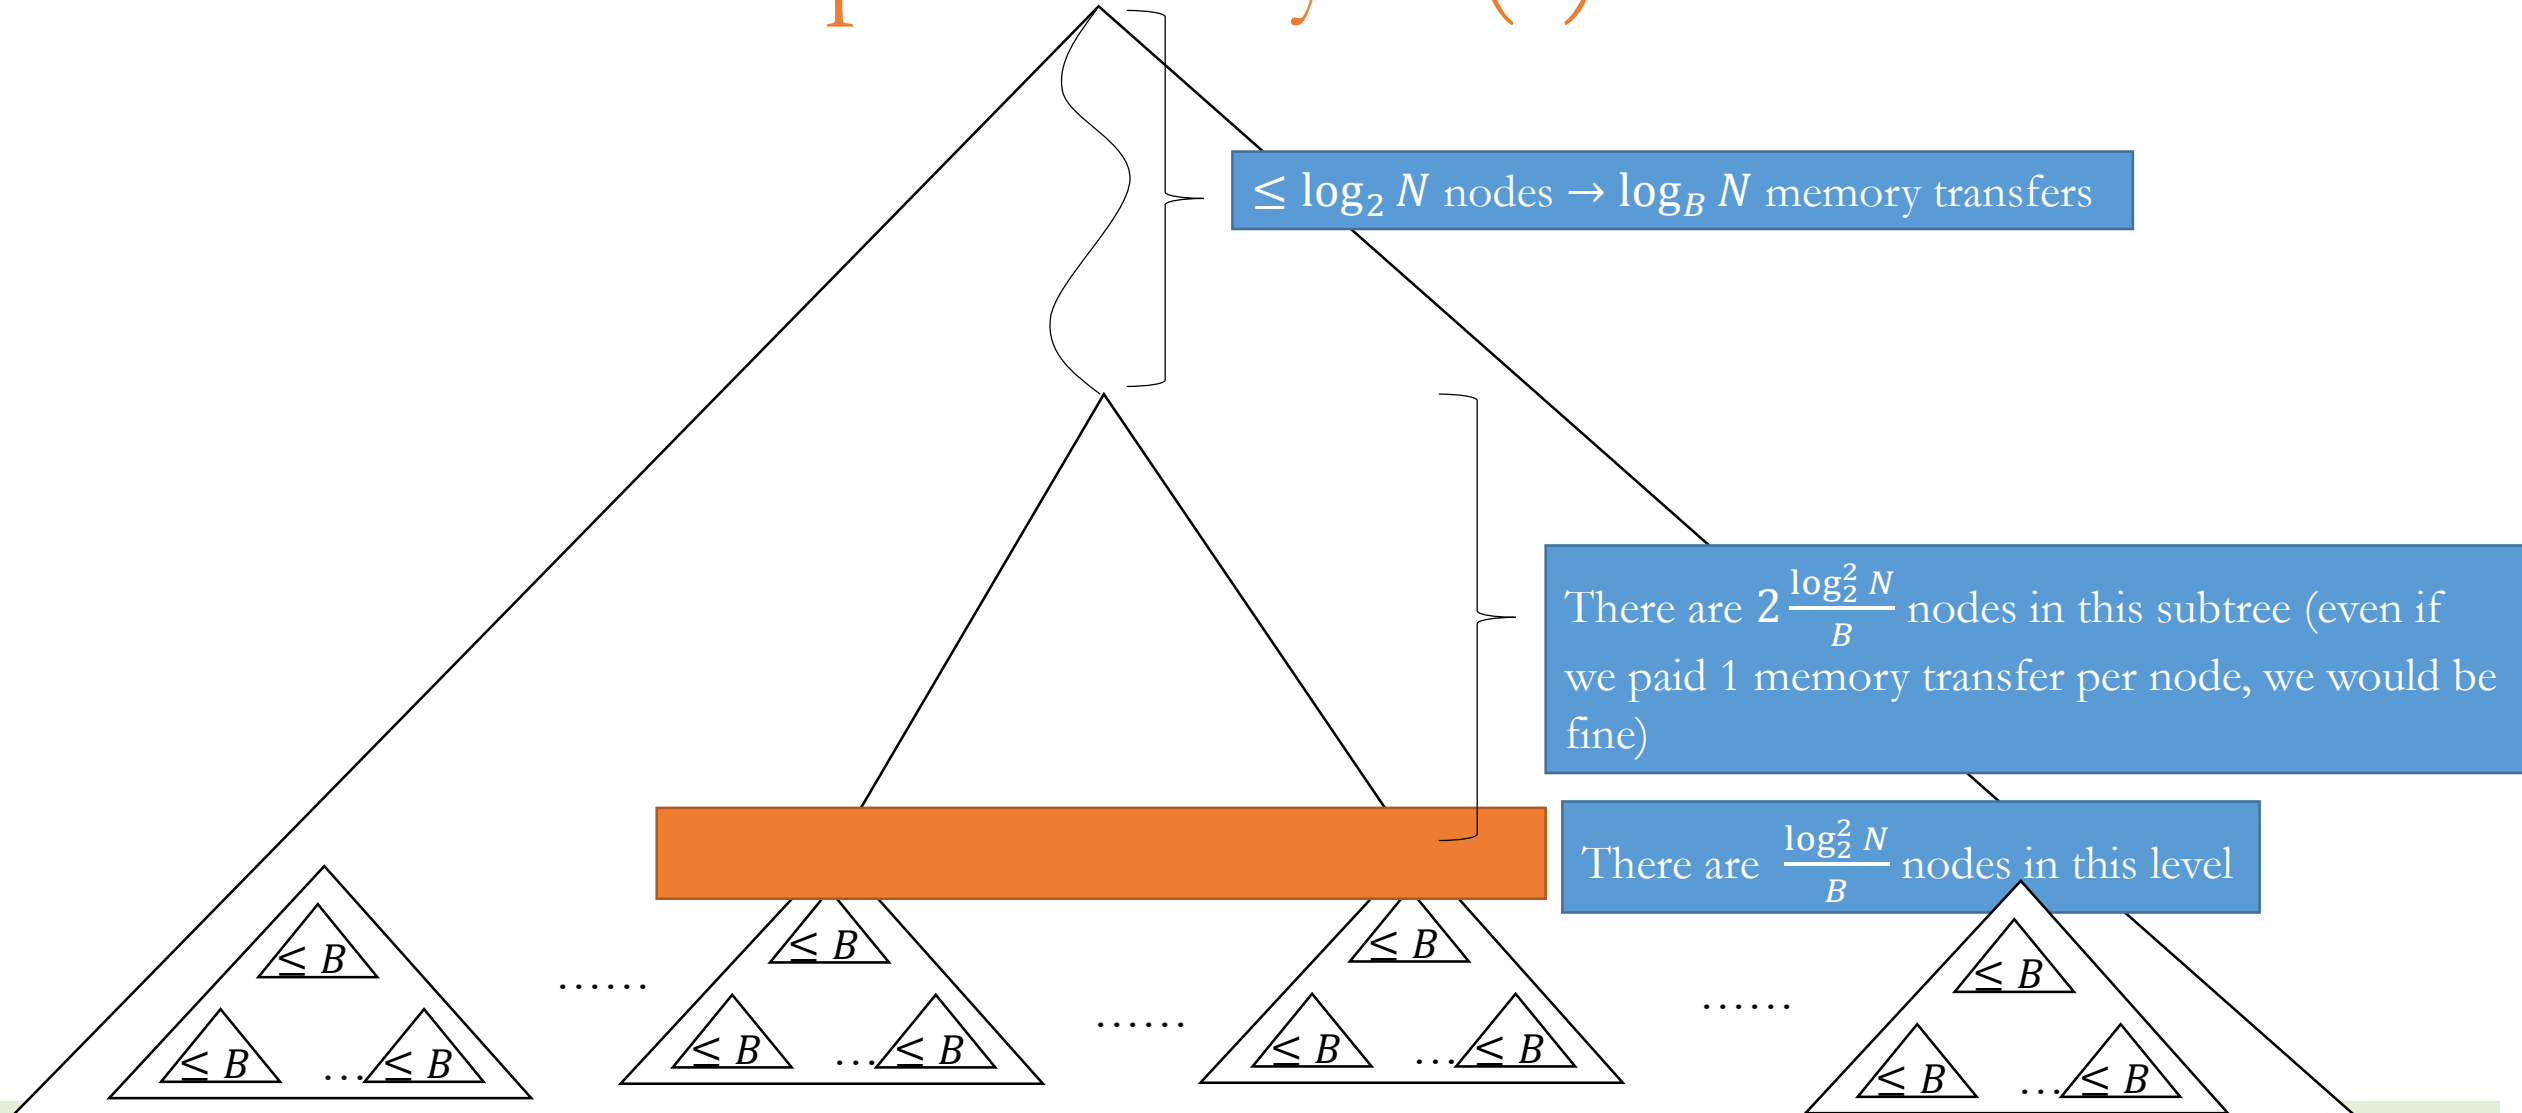 ≤ log₂ N nodes → log_B N memory transfers
There are 2 log₂² N / B nodes in this subtree (even if
we paid 1 memory transfer per node, we would be
fine)
There are log₂² N / B nodes in this level
≤ B ≤ B ≤ B ≤ B
≤ B ... ≤ B ...... ≤ B ... ≤ B ...... ≤ B ... ≤ B ...... ≤ B ... ≤ B